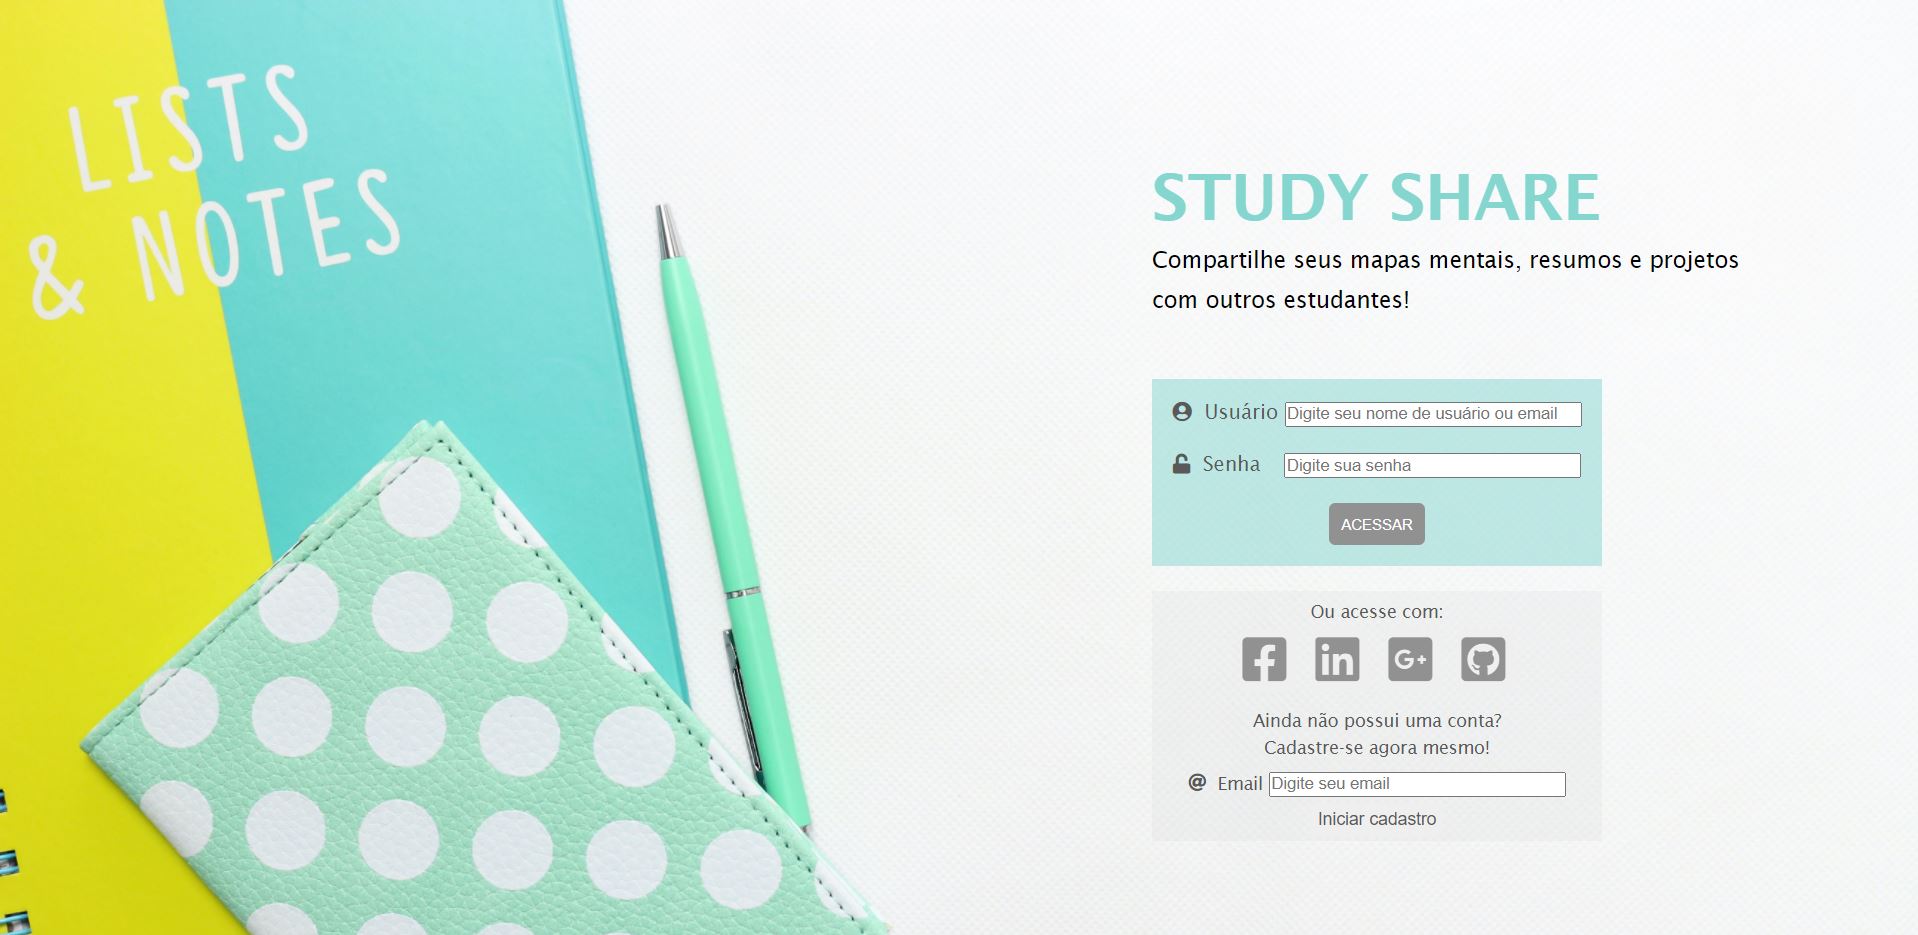 LISTS
& NOTES
STUDY SHARE
Compartilhe seus mapas mentais, resumos e projetos
com outros estudantes!
Usuário Digite seu nome de usuário ou email
Senha Digite sua senha
ACESSAR
Ou acesse com:
f in G+
Ainda não possui uma conta?
Cadastre-se agora mesmo!
@ Email Digite seu email
Iniciar cadastro